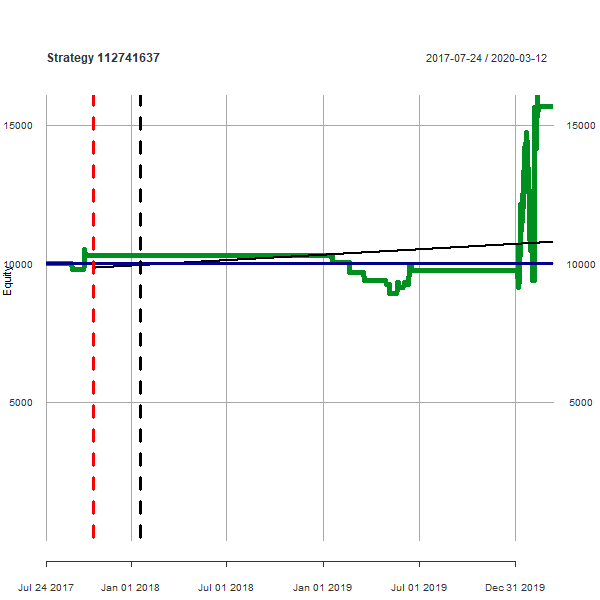 Strategy 112741637
2017-07-24 / 2020-03-12
15000
15000
10000
10000
Equity
5000
5000
Jul 24 2017
Jan 01 2018
Jul 01 2018
Jan 01 2019
Jul 01 2019
Dec 31 2019